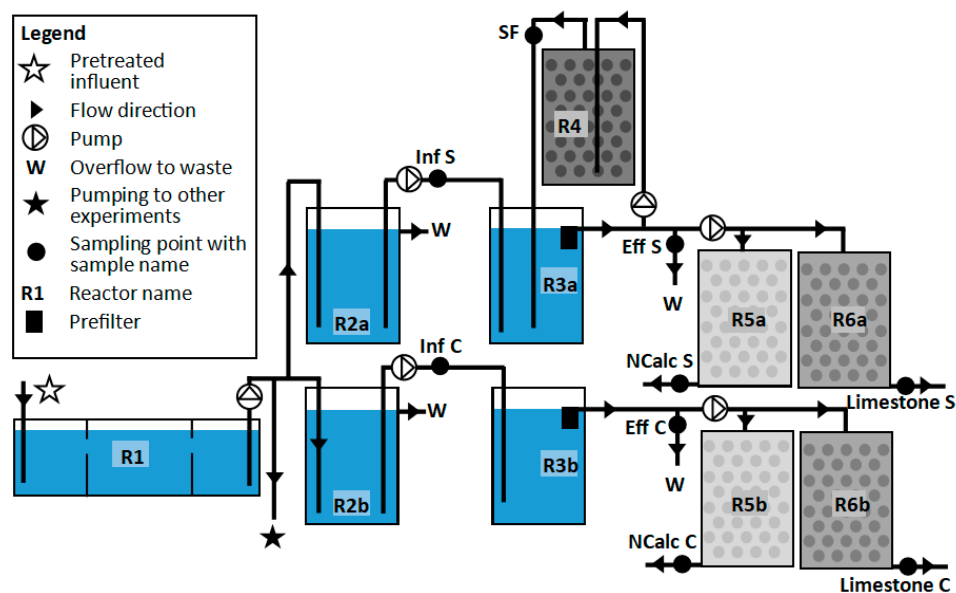 Legend
Pretreated
influent
Flow direction
Pump
W
Overflow to waste
Pumping to other
experiments
Sampling point with
sample name
R1
Reactor name
Prefilter
SF
R4
Inf S
W
R2a
R3a
Eff S
W
R5a
R6a
NCalc S
Limestone S
Inf C
W
R1
R2b
R3b
Eff C
W
R5b
R6b
NCalc C
Limestone C